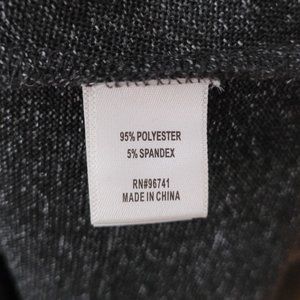 95% POLYESTER
5% SPANDEX
RN#96741
MADE IN CHINA